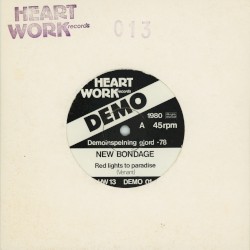 HEART
WORK records
013
HEART
WORK records
DEMO
1980
A 45rpm
Demoinspelning gjord -78
NEW BONDAGE
Red lights to paradise
HW 13 DEMO 01